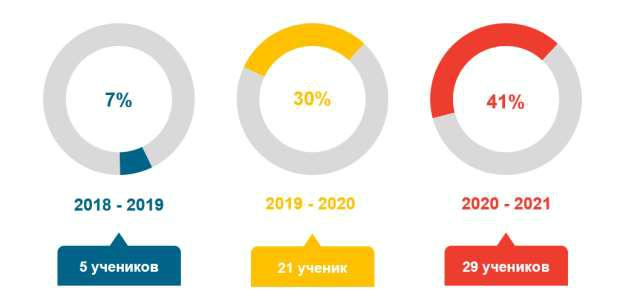 7%
30%
41%
2018 - 2019
2019 - 2020
2020 - 2021
5 учеников
21 ученик
29 учеников